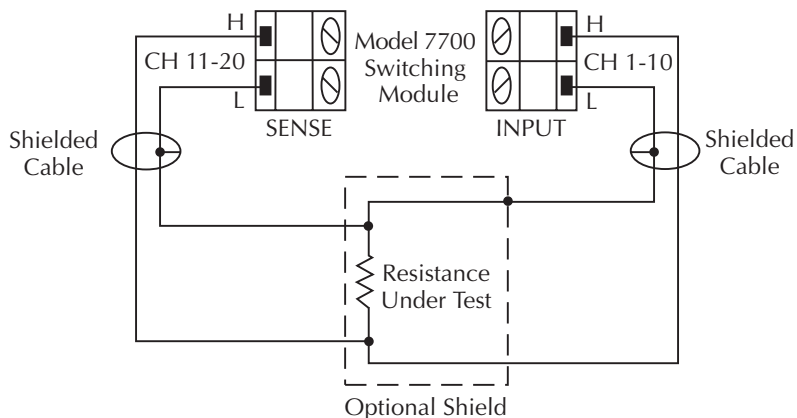 H
CH 11-20
L
SENSE
Model 7700
Switching
Module
H
CH 1-10
L
INPUT
Shielded
Cable
Shielded
Cable
Resistance
Under Test
Optional Shield